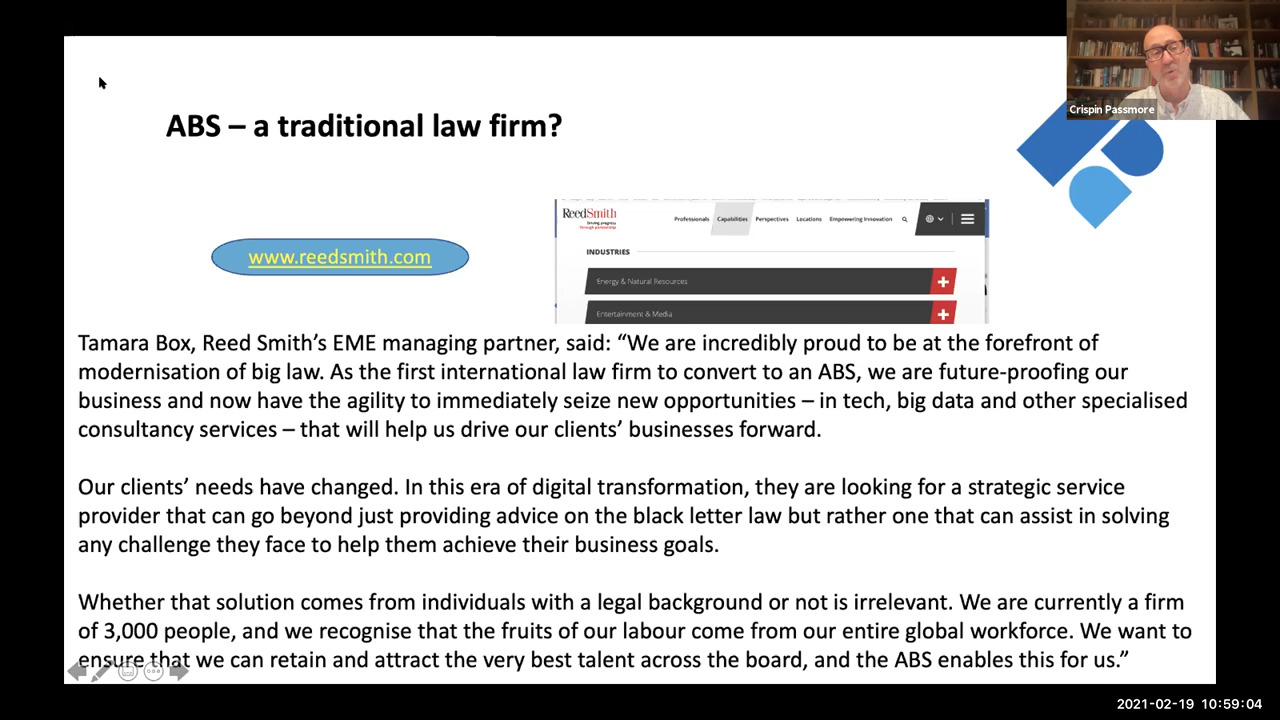 Crispin Passmore
ABS – a traditional law firm?
ReedSmith
Driving progress
through partnership
Professionals Capabilities Perspectives Locations Empowering Innovation
INDUSTRIES
Energy & Natural Resources
Entertainment & Media
www.reedsmith.com
Tamara Box, Reed Smith’s EME managing partner, said: “We are incredibly proud to be at the forefront of
modernisation of big law. As the first international law firm to convert to an ABS, we are future-proofing our
business and now have the agility to immediately seize new opportunities – in tech, big data and other specialised
consultancy services – that will help us drive our clients’ businesses forward.
Our clients’ needs have changed. In this era of digital transformation, they are looking for a strategic service
provider that can go beyond just providing advice on the black letter law but rather one that can assist in solving
any challenge they face to help them achieve their business goals.
Whether that solution comes from individuals with a legal background or not is irrelevant. We are currently a firm
of 3,000 people, and we recognise that the fruits of our labour come from our entire global workforce. We want to
ensure that we can retain and attract the very best talent across the board, and the ABS enables this for us.”
2021-02-19 10:59:04